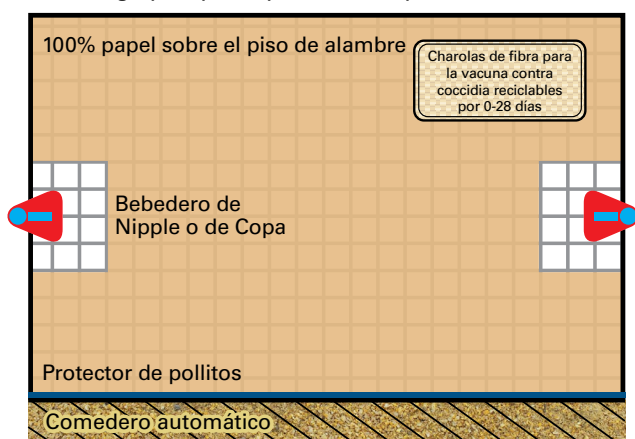 100% papel sobre el piso de alambre
Charolas de fibra para
la vacuna contra
coccidia reciclables
por 0-28 días
Bebedero de
Nipple o de Copa
Protector de pollitos
Comedero automático